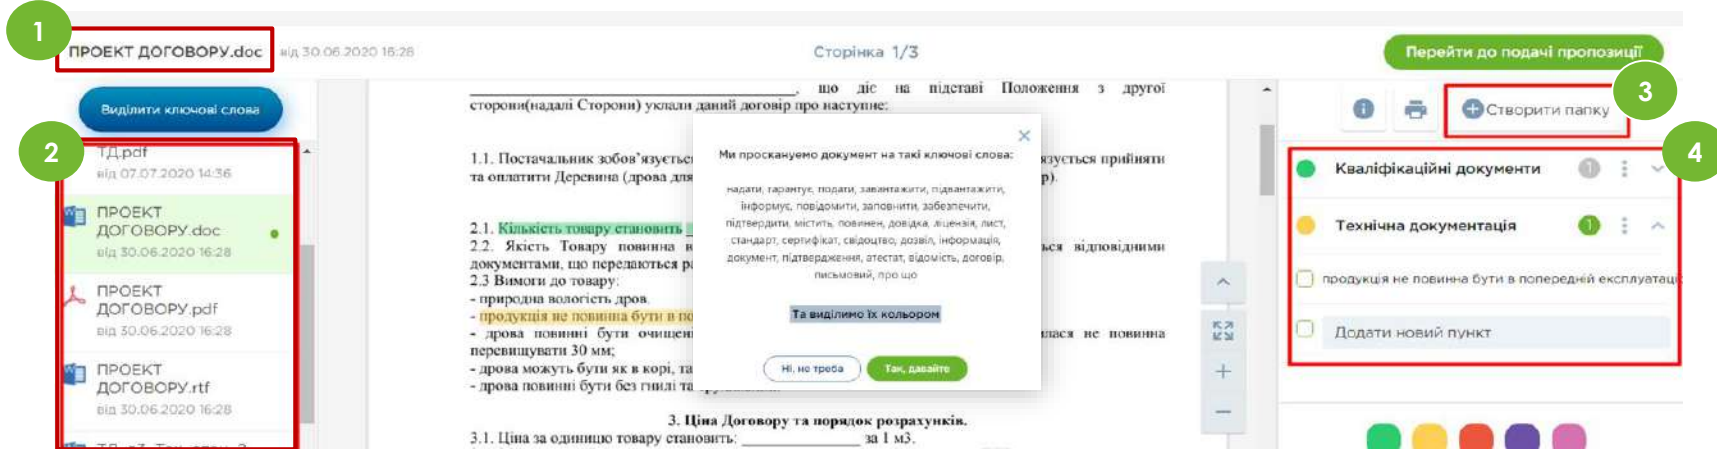 1
ПРОЕКТ ДОГОВОРУ.doc від 30.06.2020 16:28
Сторінка 1/3
Перейти до подачі пропозиції
Виділити ключові слова
2
ТД.pdf
від 07.07.2020 14:36
ПРОЕКТ
ДОГОВОРУ.doc
від 30.06.2020 16:28
ПРОЕКТ
ДОГОВОРУ.pdf
від 30.06.2020 16:28
ПРОЕКТ
ДОГОВОРУ.rtf
від 30.06.2020 16:28
, що діє на підставі Положення з другої
сторони(надалі Сторони) уклали даний договір про наступне:
1.1. Постачальник зобов'язується прийняти
та оплатити Деревина (дрова для р).
2.1. Кількість товару становить
2.2. Якість Товару повинна в ься відповідними
документами, що передаються ра
2.3 Вимоги до товару:
- природна вологість дров.
- продукція не повинна бути в по
- дрова повинні бути очищені илася не повинна
перевищувати 30 мм;
- дрова можуть бути як в корі, та
- дрова повинні бути без гнилі та
3. Ціна Договору та порядок розрахунків.
3.1. Ціна за одиницю товару становить: за 1 м3.
Ми проскануємо документ на такі ключові слова:
надати, гарантує, подати, завантажити, підвантажити,
інформує, повідомити, заповнити, забезпечити,
підтвердити, містить, повинен, довідка, ліцензія, лист,
стандарт, сертифікат, свідоцтво, дозвіл, інформація,
документ, підтвердження, атестат, відомість, договір,
письмовий, про що
Та виділимо їх кольором
Ні, не треба
Так, давайте
3
Створити папку
4
Кваліфікаційні документи 1
Технічна документація 1
продукція не повинна бути в попередній експлуатаці
Додати новий пункт